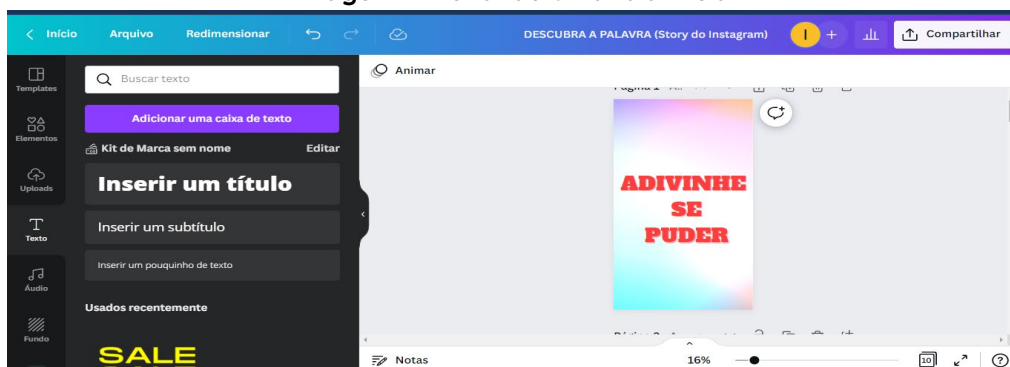 Início Arquivo Redimensionar DESCUBRA A PALAVRA (Story do Instagram) I + Compartilhar
Templates
Elementos
Uploads
Texto
Áudio
Fundo
Buscar texto
Adicionar uma caixa de texto
Kit de Marca sem nome Editar
Inserir um título
Inserir um subtítulo
Inserir um pouquinho de texto
Usados recentemente
SALE
Animar
ADIVINHE
SE
PUDER
Notas 16% 10 ?